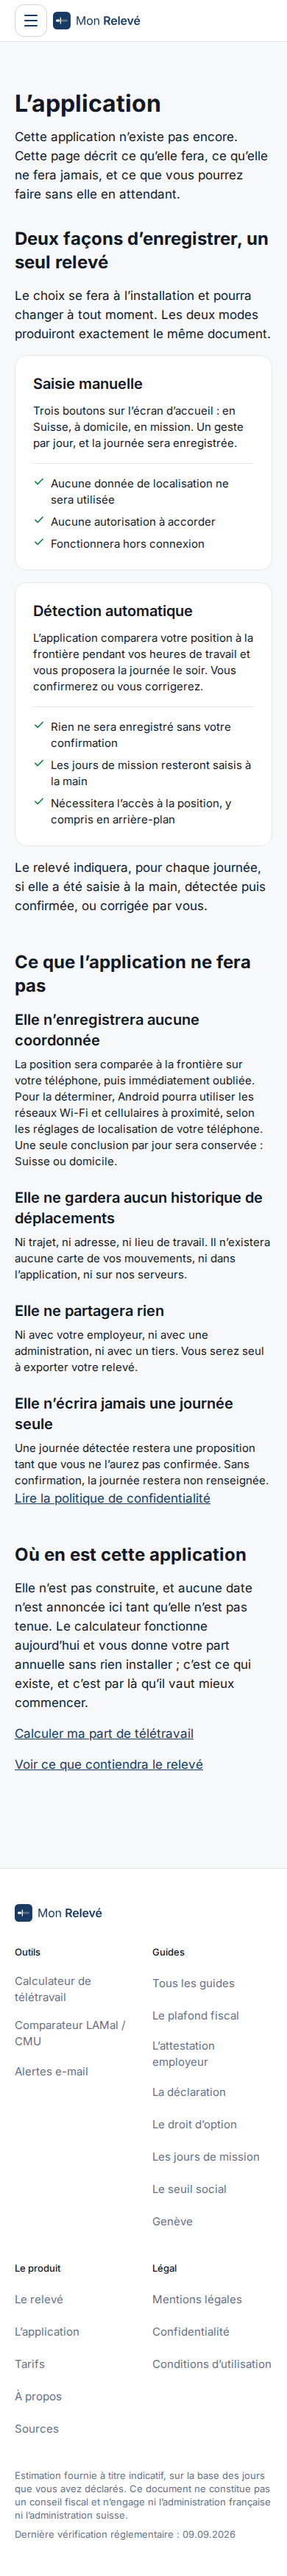 Mon Relevé
L’application
Cette application n’existe pas encore.
Cette page décrit ce qu’elle fera, ce qu’elle
ne fera jamais, et ce que vous pourrez
faire sans elle en attendant.
Deux façons d’enregistrer, un
seul relevé
Le choix se fera à l’installation et pourra
changer à tout moment. Les deux modes
produiront exactement le même document.
Saisie manuelle
Trois boutons sur l’écran d’accueil : en
Suisse, à domicile, en mission. Un geste
par jour, et la journée sera enregistrée.
Aucune donnée de localisation ne
sera utilisée
Aucune autorisation à accorder
Fonctionnera hors connexion
Détection automatique
L’application comparera votre position à la
frontière pendant vos heures de travail et
vous proposera la journée le soir. Vous
confirmerez ou vous corrigerez.
Rien ne sera enregistré sans votre
confirmation
Les jours de mission resteront saisis à
la main
Nécessitera l’accès à la position, y
compris en arrière-plan
Le relevé indiquera, pour chaque journée,
si elle a été saisie à la main, détectée puis
confirmée, ou corrigée par vous.
Ce que l’application ne fera
pas
Elle n’enregistrera aucune
coordonnée
La position sera comparée à la frontière sur
votre téléphone, puis immédiatement oubliée.
Pour la déterminer, Android pourra utiliser les
réseaux Wi-Fi et cellulaires à proximité, selon
les réglages de localisation de votre téléphone.
Une seule conclusion par jour sera conservée :
Suisse ou domicile.
Elle ne gardera aucun historique de
déplacements
Ni trajet, ni adresse, ni lieu de travail. Il n’existera
aucune carte de vos mouvements, ni dans
l’application, ni sur nos serveurs.
Elle ne partagera rien
Ni avec votre employeur, ni avec une
administration, ni avec un tiers. Vous serez seul
à exporter votre relevé.
Elle n’écrira jamais une journée
seule
Une journée détectée restera une proposition
tant que vous ne l’aurez pas confirmée. Sans
confirmation, la journée restera non renseignée.
Lire la politique de confidentialité
Où en est cette application
Elle n’est pas construite, et aucune date
n’est annoncée ici tant qu’elle n’est pas
tenue. Le calculateur fonctionne
aujourd’hui et vous donne votre part
annuelle sans rien installer ; c’est ce qui
existe, et c’est par là qu’il vaut mieux
commencer.
Calculer ma part de télétravail
Voir ce que contiendra le relevé
Mon Relevé
Outils
Calculateur de
télétravail
Comparateur LAMal /
CMU
Alertes e-mail
Guides
Tous les guides
Le plafond fiscal
L’attestation
employeur
La déclaration
Le droit d’option
Les jours de mission
Le seuil social
Genève
Le produit
Le relevé
L’application
Tarifs
À propos
Sources
Légal
Mentions légales
Confidentialité
Conditions d’utilisation
Estimation fournie à titre indicatif, sur la base des jours
que vous avez déclarés. Ce document ne constitue pas
un conseil fiscal et n’engage ni l’administration française
ni l’administration suisse.
Dernière vérification réglementaire : 09.09.2026